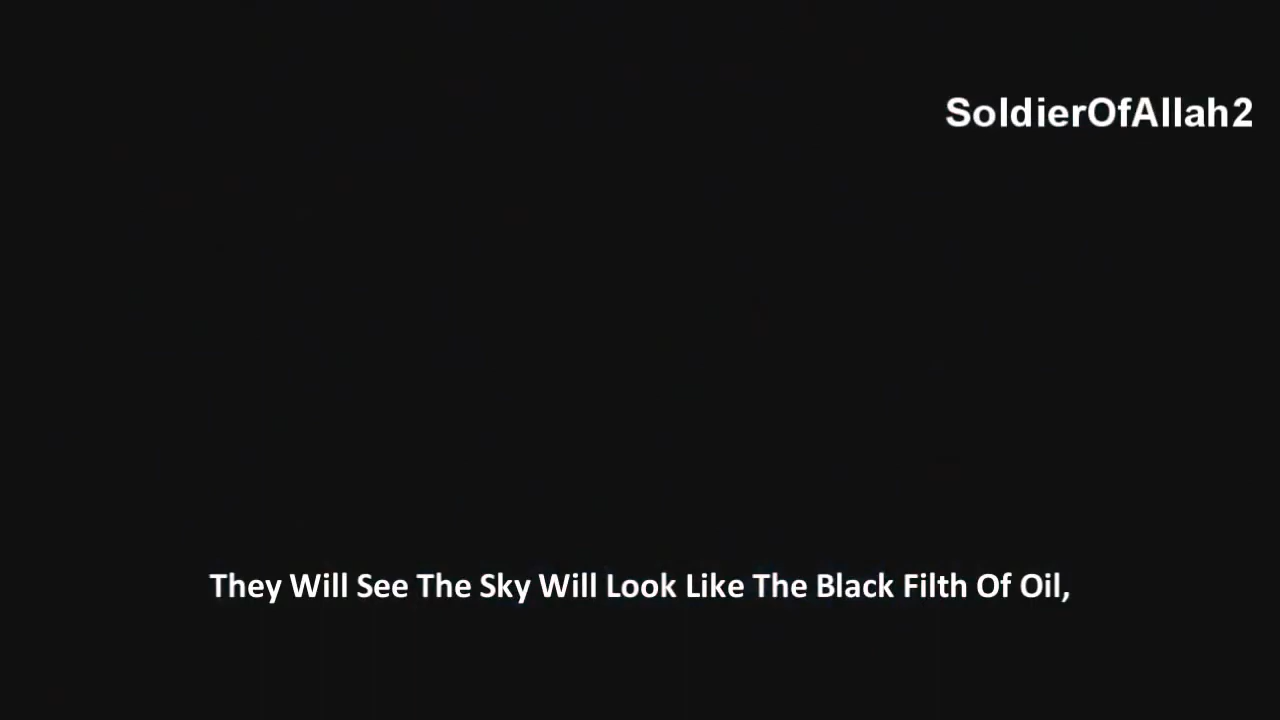 SoldierOfAllah2
They Will See The Sky Will Look Like The Black Filth Of Oil,